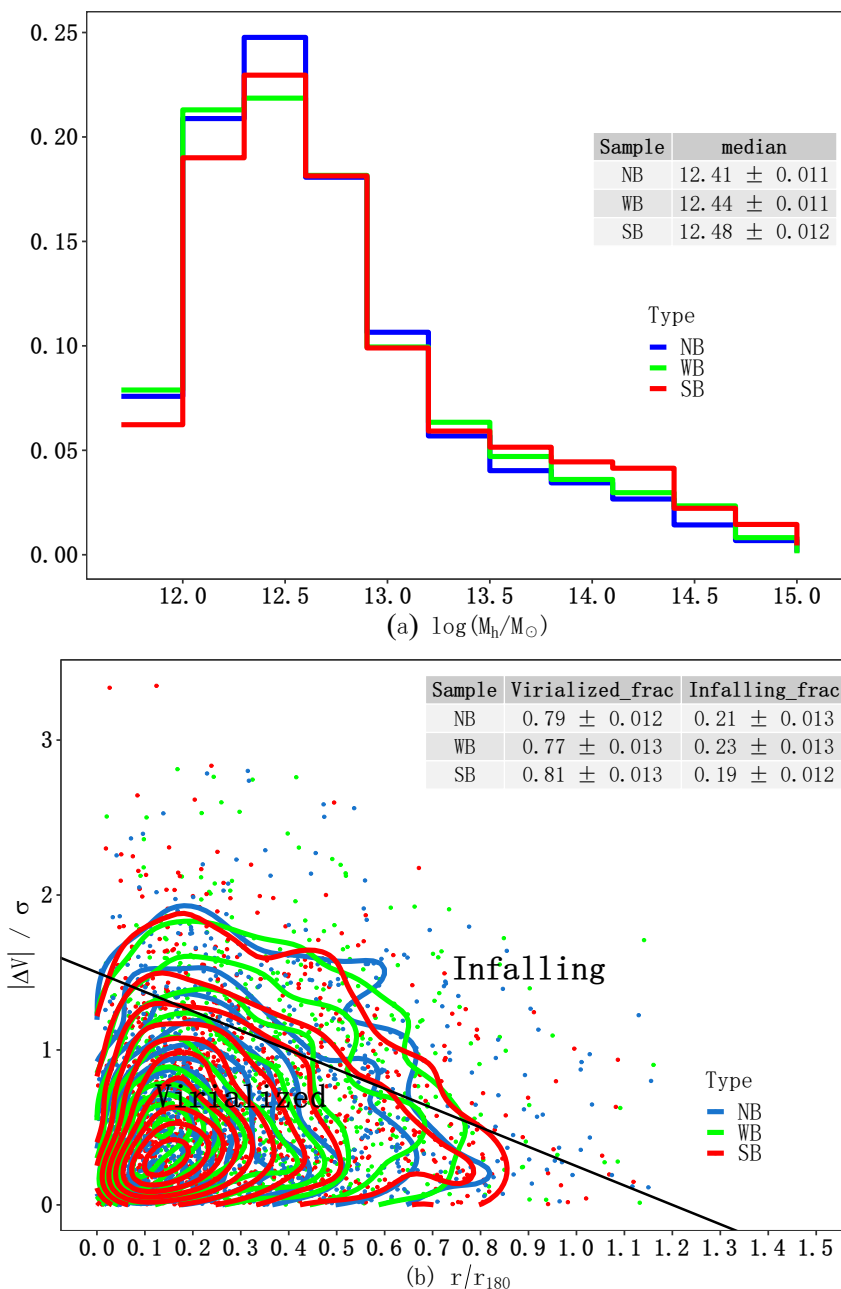 0.25
0.20
0.15
0.10
0.05
0.00
Sample median
NB 12.41 ± 0.011
WB 12.44 ± 0.011
SB 12.48 ± 0.012
Type
NB
WB
SB
12.0 12.5 13.0 13.5 14.0 14.5 15.0
(a) log(M_h/M_⊙)
Sample Virialized_frac Infalling_frac
NB 0.79 ± 0.012 0.21 ± 0.013
WB 0.77 ± 0.013 0.23 ± 0.013
SB 0.81 ± 0.013 0.19 ± 0.012
3
2
1
0
|ΔV| / σ
Infalling
Virialized
Type
NB
WB
SB
0.0 0.1 0.2 0.3 0.4 0.5 0.6 0.7 0.8 0.9 1.0 1.1 1.2 1.3 1.4 1.5
(b) r/r_180